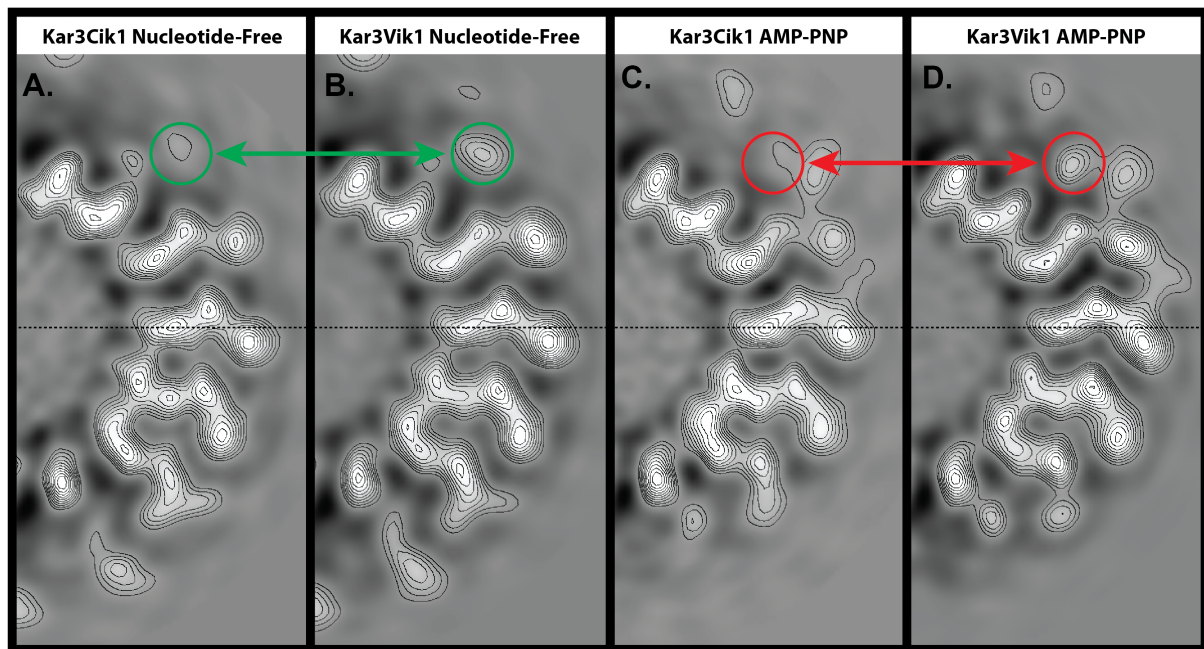 Kar3Cik1 Nucleotide-Free
Kar3Vik1 Nucleotide-Free
Kar3Cik1 AMP-PNP
Kar3Vik1 AMP-PNP
A.
B.
C.
D.